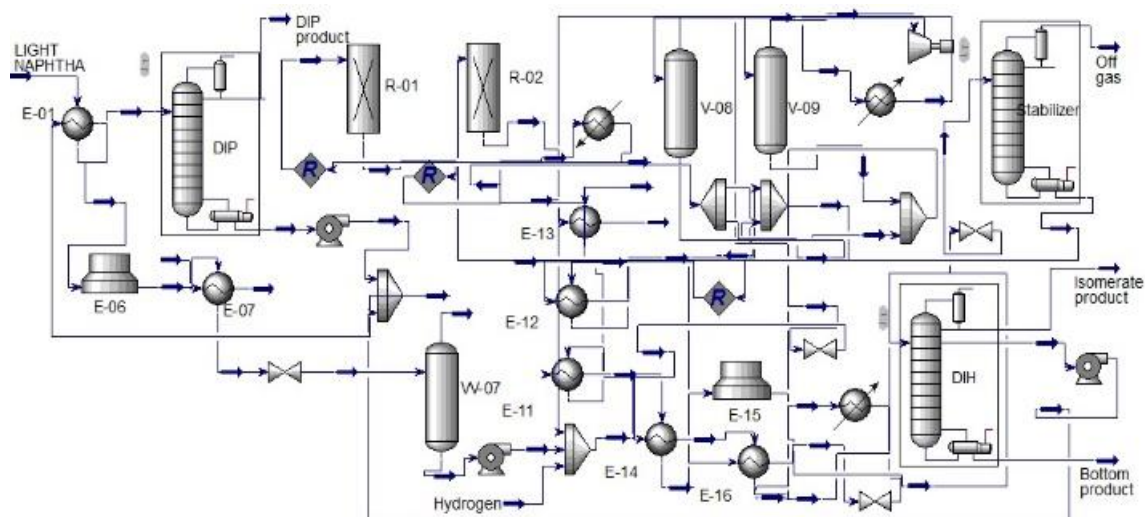 DIP
product
LIGHT
NAPHTHA
E-01
DIP
R-01
R-02
V-08
V-09
Stabilizer
Off
gas
R
R
E-13
E-06
E-07
E-12
R
Isomerate
product
VV-07
E-11
E-15
DIH
E-14
E-16
Hydrogen
Bottom
product